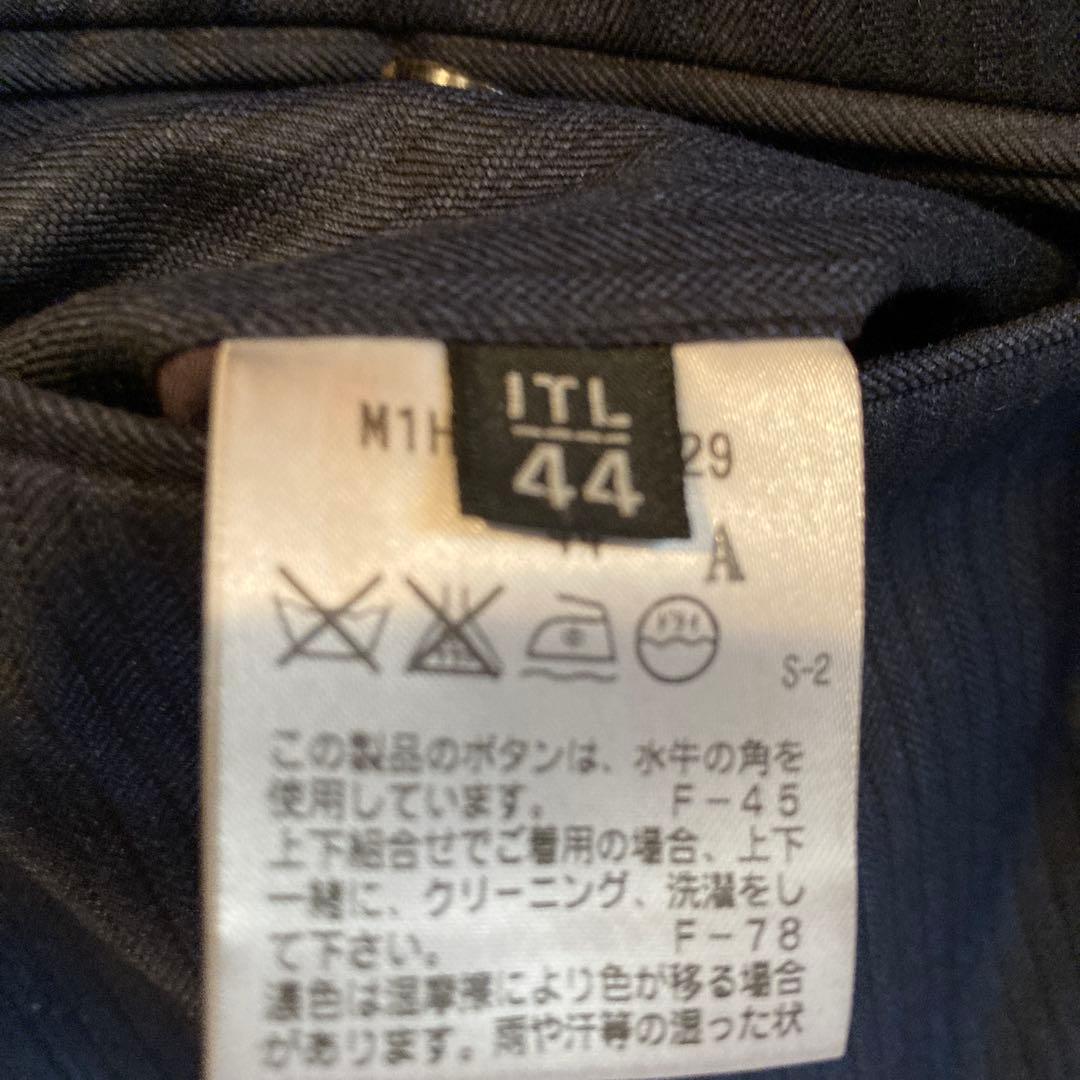 ITL
44
M1H 29
A
ドライ
S-2
この製品のボタンは、水牛の角を
使用しています。 F-45
上下組合せでご着用の場合、上下
一緒に、クリーニング、洗濯をし
て下さい。 F-78
濃色は湿摩擦により色が移る場合
があります。雨や汗等の湿った状